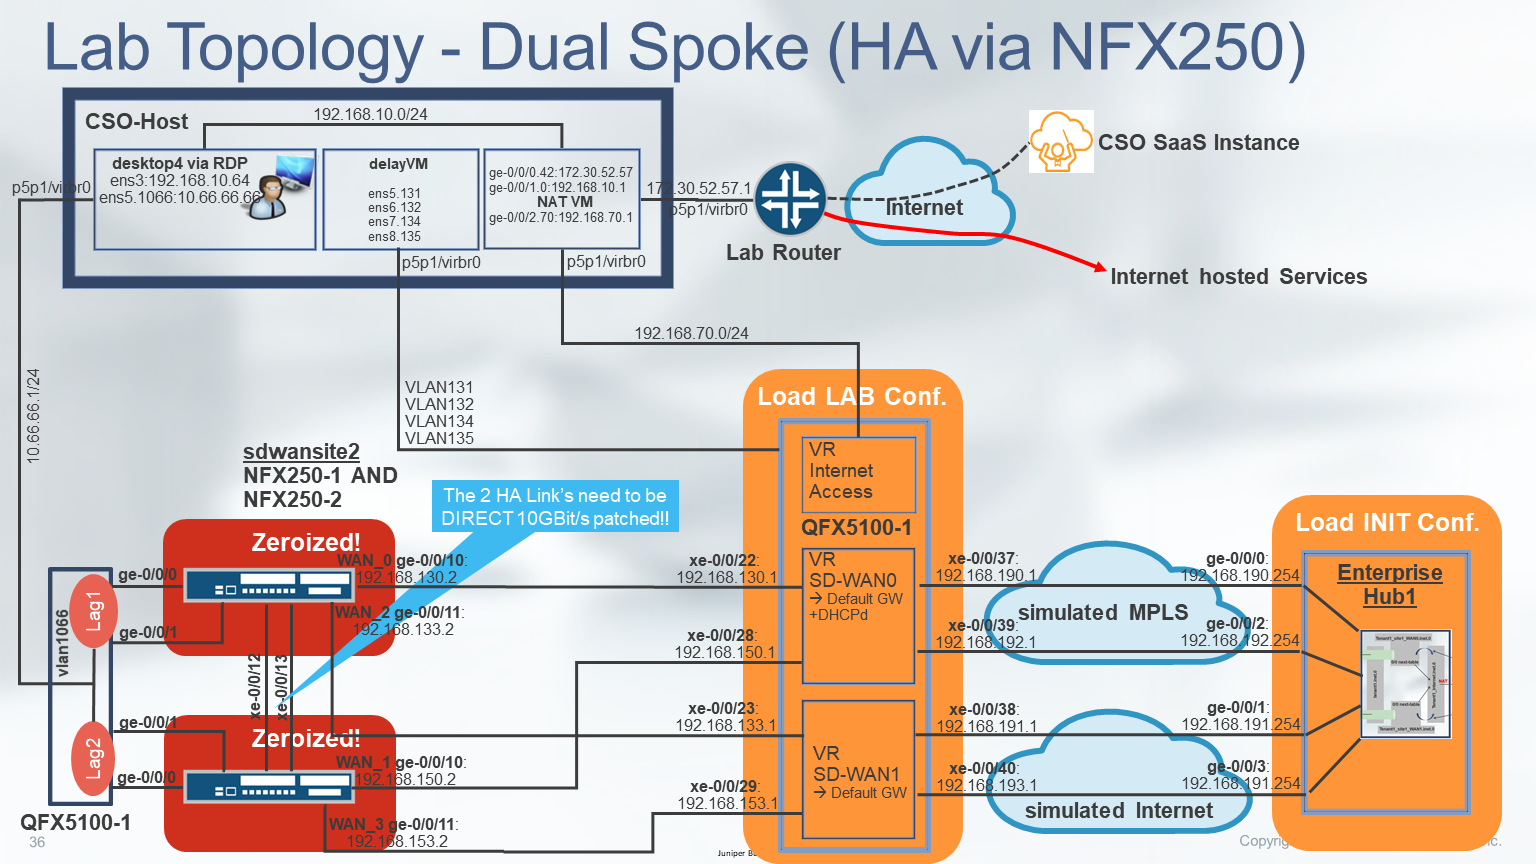 Lab Topology - Dual Spoke (HA via NFX250)
CSO-Host
192.168.10.0/24
desktop4 via RDP
ens3:192.168.10.64
ens5.1066:10.66.66.66
delayVM
ens5.131
ens6.132
ens7.134
ens8.135
ge-0/0/0.42:172.30.52.57
ge-0/0/1.0:192.168.10.1
NAT VM
ge-0/0/2.70:192.168.70.1
p5p1/virbr0
172.30.52.57.1
p5p1/virbr0
p5p1/virbr0
p5p1/virbr0
Lab Router
Internet
CSO SaaS Instance
Internet hosted Services
192.168.70.0/24
10.66.66.1/24
VLAN131
VLAN132
VLAN134
VLAN135
sdwansite2
NFX250-1 AND
NFX250-2
The 2 HA Link's need to be
DIRECT 10GBit/s patched!!
Load LAB Conf.
VR
Internet
Access
QFX5100-1
VR
SD-WAN0
→ Default GW
+DHCPd
VR
SD-WAN1
→ Default GW
Zeroized!
WAN_0 ge-0/0/10:
192.168.130.2
WAN_2 ge-0/0/11:
192.168.133.2
ge-0/0/0
ge-0/0/1
Lag1
vlan1066
xe-0/0/12
xe-0/0/13
Zeroized!
WAN_1 ge-0/0/10:
192.168.150.2
WAN_3 ge-0/0/11:
192.168.153.2
ge-0/0/1
ge-0/0/0
Lag2
QFX5100-1
xe-0/0/22:
192.168.130.1
xe-0/0/28:
192.168.150.1
xe-0/0/23:
192.168.133.1
xe-0/0/29:
192.168.153.1
xe-0/0/37:
192.168.190.1
xe-0/0/39:
192.168.192.1
xe-0/0/38:
192.168.191.1
xe-0/0/40:
192.168.193.1
simulated MPLS
simulated Internet
ge-0/0/0:
192.168.190.254
ge-0/0/2:
192.168.192.254
ge-0/0/1:
192.168.191.254
ge-0/0/3:
192.168.191.254
Load INIT Conf.
Enterprise
Hub1
Tenant1_site1_WAN0.inet.0
0/0 next-table
0/0 next-table
NAT
Tenant1_site1_WAN1.inet.0
36
Juniper